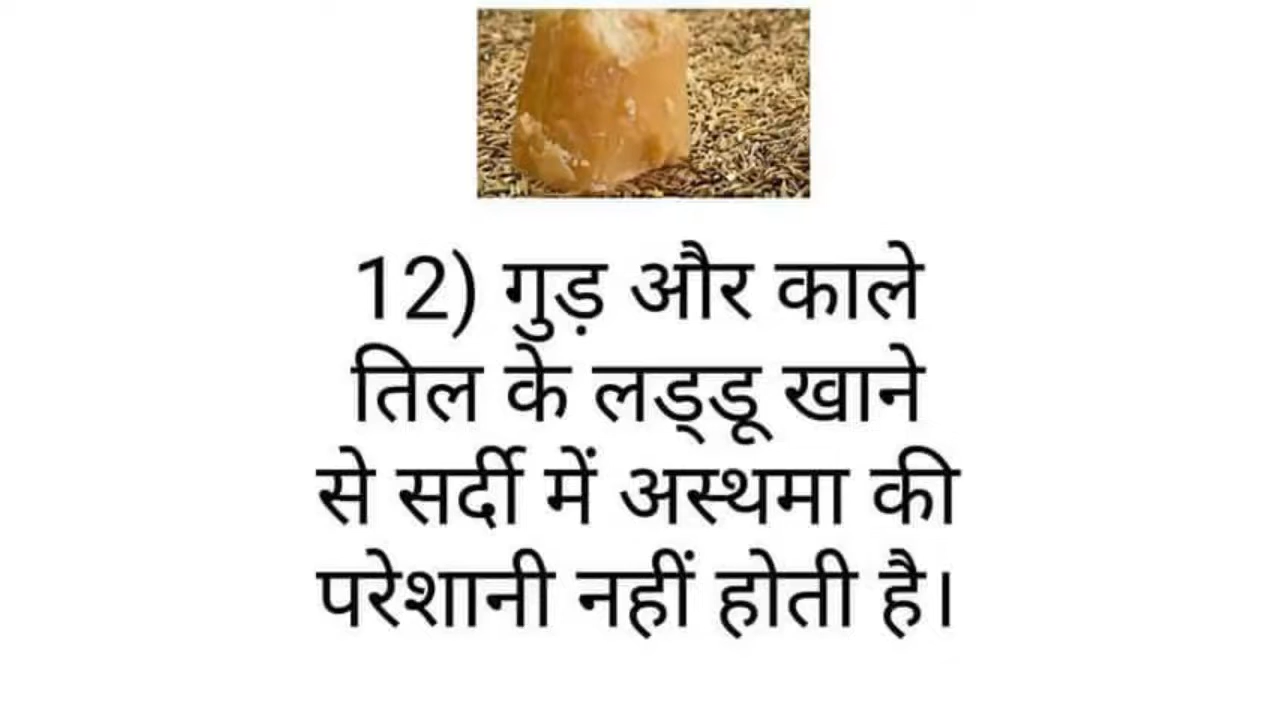 12) गुड़ और काले
तिल के लड्डू खाने
से सर्दी में अस्थमा की
परेशानी नहीं होती है।